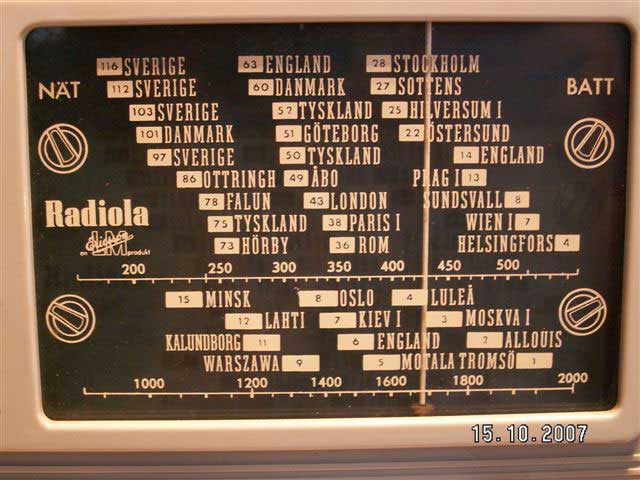 116 SVERIGE 63 ENGLAND 28 STOCKHOLM
NÄT 112 SVERIGE 60 DANMARK 27 SOTTENS BATT
103 SVERIGE 52 TYSKLAND 25 HILVERSUM I
101 DANMARK 51 GÖTEBORG 22 ÖSTERSUND
97 SVERIGE 50 TYSKLAND 14 ENGLAND
86 OTTRINGH 49 ÅBO PRAG I 13
78 FALUN 43 LONDON SUNDSVALL 8
Radiola 75 TYSKLAND 38 PARIS I WIEN I 7
en LM Ericsson produkt 73 HÖRBY 36 ROM HELSINGFORS 4
200 250 300 350 400 450 500
15 MINSK 8 OSLO 4 LULEÅ
12 LAHTI 7 KIEV I 3 MOSKVA I
KALUNDBORG 11 6 ENGLAND 2 ALLOUIS
WARSZAWA 9 5 MOTALA TROMSÖ 1
1000 1200 1400 1600 1800 2000
15.10.2007